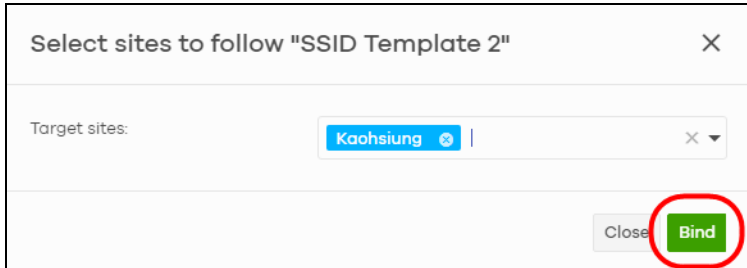 Select sites to follow "SSID Template 2"
Target sites:
Kaohsiung
Close
Bind